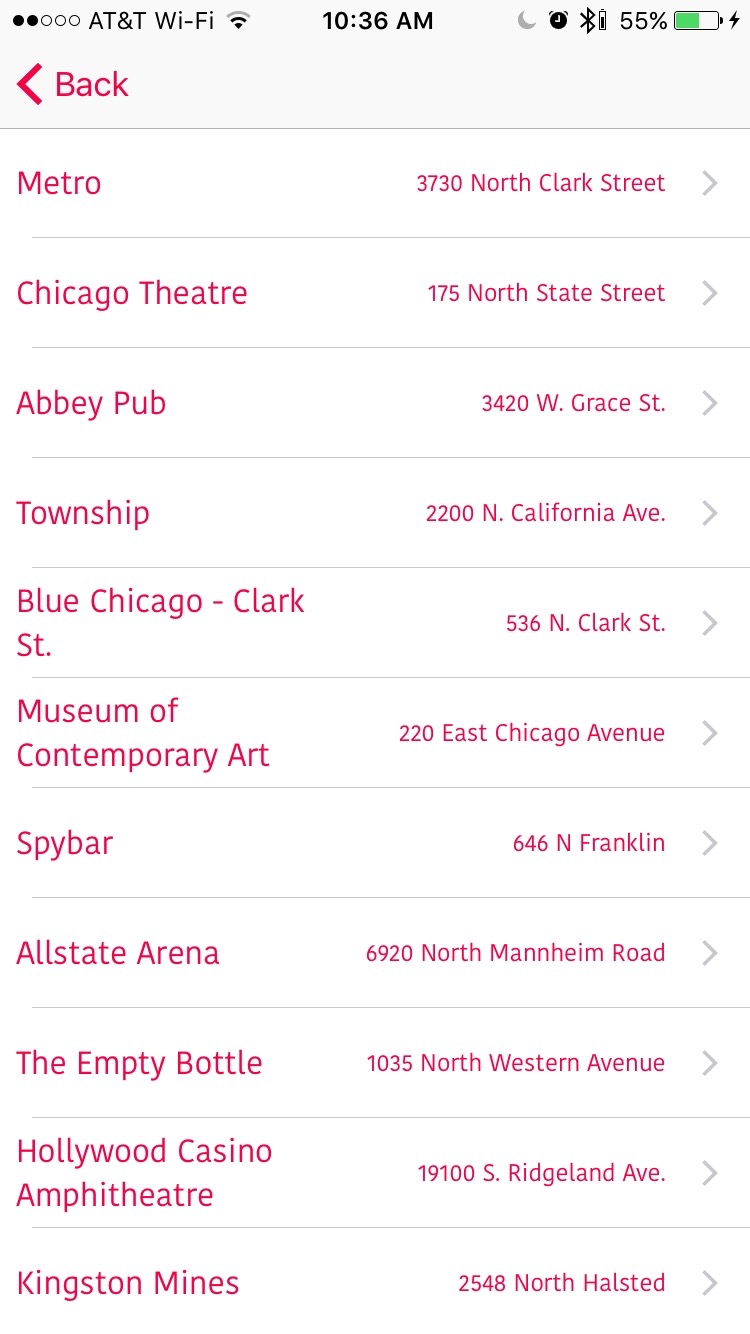 AT&T Wi-Fi 10:36 AM 55%
Back
Metro 3730 North Clark Street
Chicago Theatre 175 North State Street
Abbey Pub 3420 W. Grace St.
Township 2200 N. California Ave.
Blue Chicago - Clark
St.
536 N. Clark St.
Museum of
Contemporary Art
220 East Chicago Avenue
Spybar 646 N Franklin
Allstate Arena 6920 North Mannheim Road
The Empty Bottle 1035 North Western Avenue
Hollywood Casino
Amphitheatre
19100 S. Ridgeland Ave.
Kingston Mines 2548 North Halsted